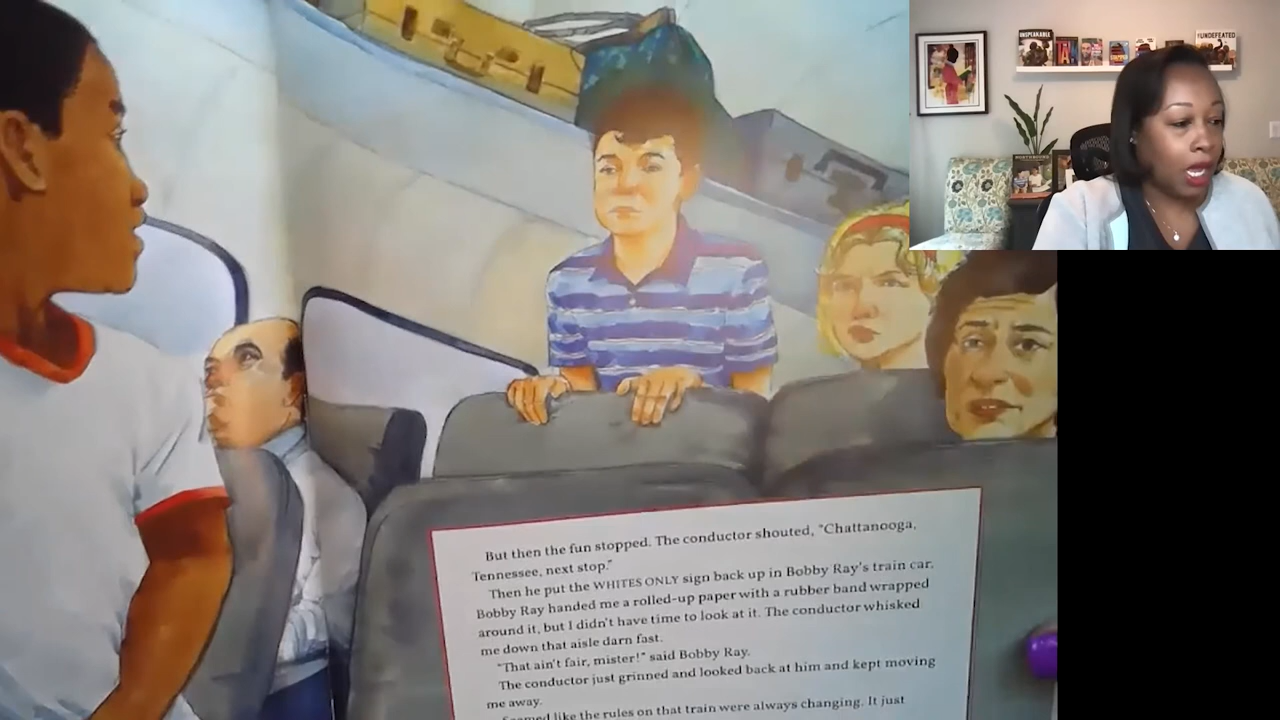 UNSPEAKABLE
UNDEFEATED
But then the fun stopped. The conductor shouted, "Chattanooga,
Tennessee, next stop."
Then he put the WHITES ONLY sign back up in Bobby Ray's train car.
Bobby Ray handed me a rolled-up paper with a rubber band wrapped
around it, but I didn't have time to look at it. The conductor whisked
me down that aisle darn fast.
"That ain't fair, mister!" said Bobby Ray.
The conductor just grinned and looked back at him and kept moving
me away.
Seemed like the rules on that train were always changing. It just